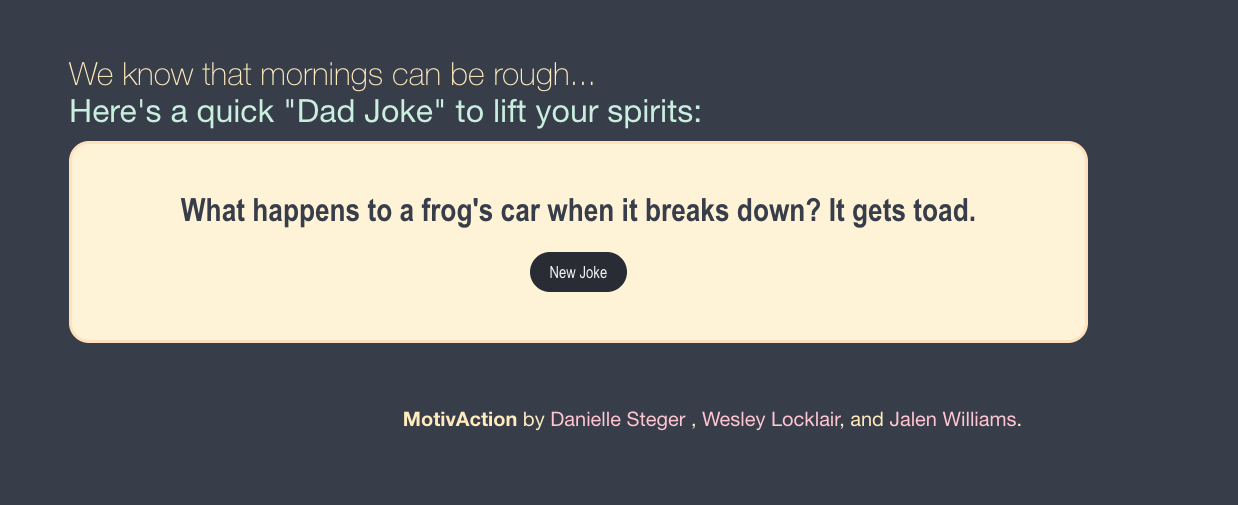 We know that mornings can be rough...
Here's a quick "Dad Joke" to lift your spirits:
What happens to a frog's car when it breaks down? It gets toad.
New Joke
MotivAction by Danielle Steger , Wesley Locklair, and Jalen Williams.